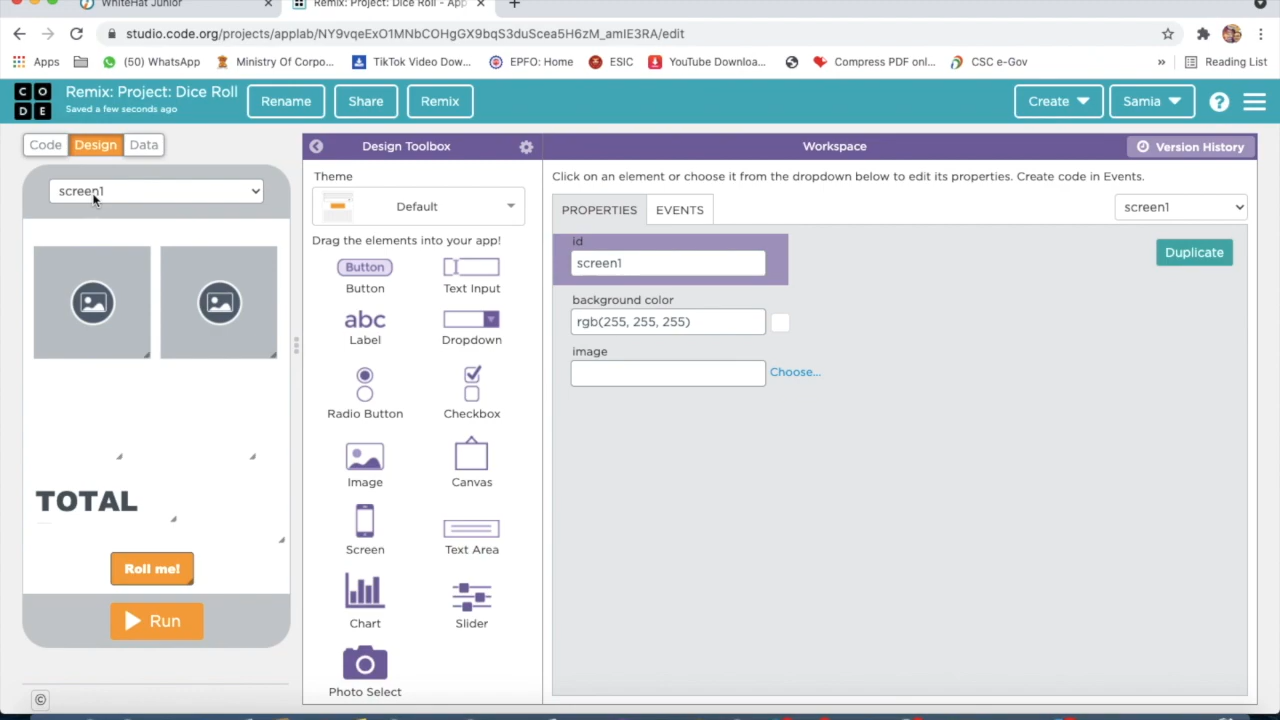 WhiteHat Junior
Remix: Project: Dice Roll - App
studio.code.org/projects/applab/NY9vqeExO1MNbCOHgGX9bqS3duScea5H6zM_amIE3RA/edit
Apps
(50) WhatsApp
Ministry Of Corpo...
TikTok Video Dow...
EPFO: Home
ESIC
YouTube Downloa...
Compress PDF onl...
CSC e-Gov
»
Reading List
C O
D E
Remix: Project: Dice Roll
Saved a few seconds ago
Rename
Share
Remix
Create
Samia
?
Code
Design
Data
Design Toolbox
Workspace
Version History
screen1
TOTAL
Roll me!
Run
©
Theme
Default
Drag the elements into your app!
Button
Button
Text Input
abc
Label
Dropdown
Radio Button
Checkbox
Image
Canvas
Screen
Text Area
Chart
Slider
Photo Select
Click on an element or choose it from the dropdown below to edit its properties. Create code in Events.
PROPERTIES
EVENTS
screen1
id
screen1
Duplicate
background color
rgb(255, 255, 255)
image
Choose...